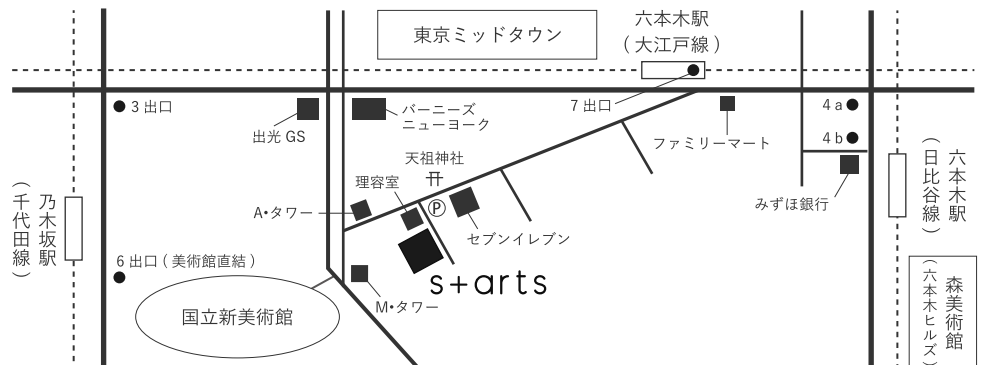 東京ミッドタウン
六本木駅
(大江戸線)
3 出口
出光 GS
バーニーズ
ニューヨーク
7 出口
ファミリーマート
4 a
4 b
みずほ銀行
六本木駅
(日比谷線)
天祖神社
理容室
A•タワー
P
セブンイレブン
乃木坂駅
(千代田線)
6 出口 ( 美術館直結 )
国立新美術館
M•タワー
s+arts
森美術館
(六本木ヒルズ)